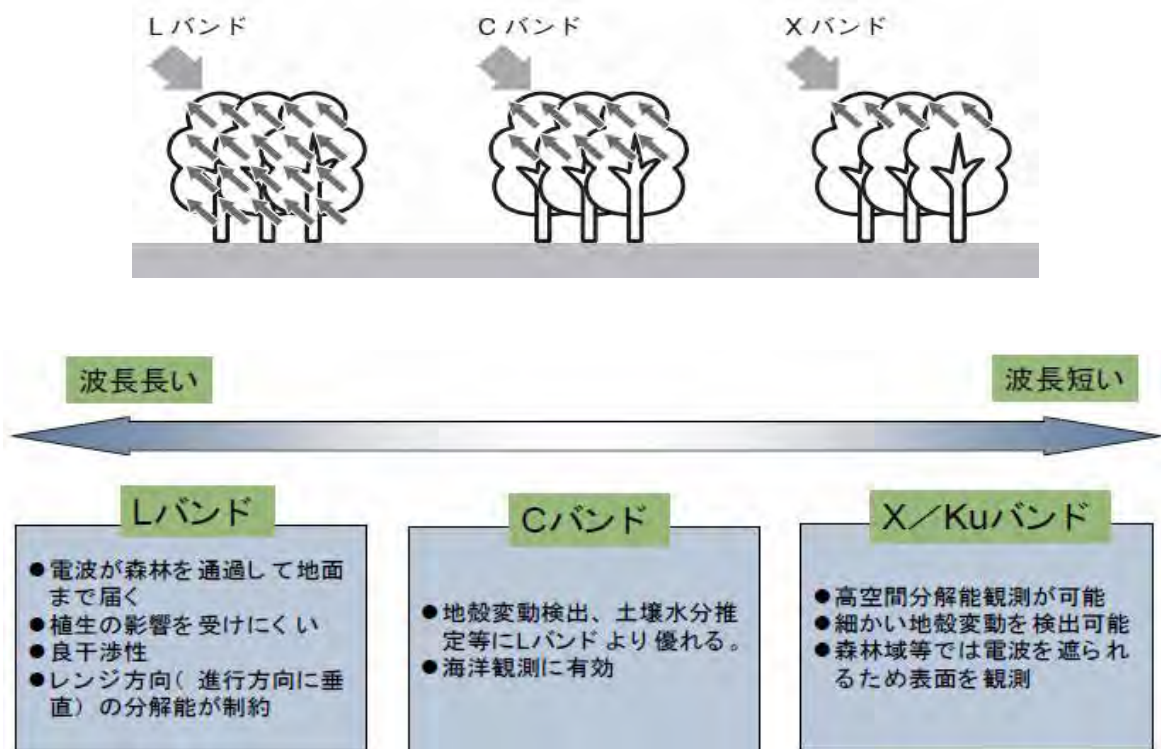 Lバンド
Cバンド
Xバンド
波長長い
波長短い
Lバンド
●電波が森林を通過して地面
まで届く
●植生の影響を受けにくい
●良干渉性
●レンジ方向(進行方向に垂
直)の分解能が制約
Cバンド
●地殻変動検出、土壌水分推
定等にLバンドより優れる。
●海洋観測に有効
X/Kuバンド
●高空間分解能観測が可能
●細かい地殻変動を検出可能
●森林域等では電波を遮られ
るため表面を観測